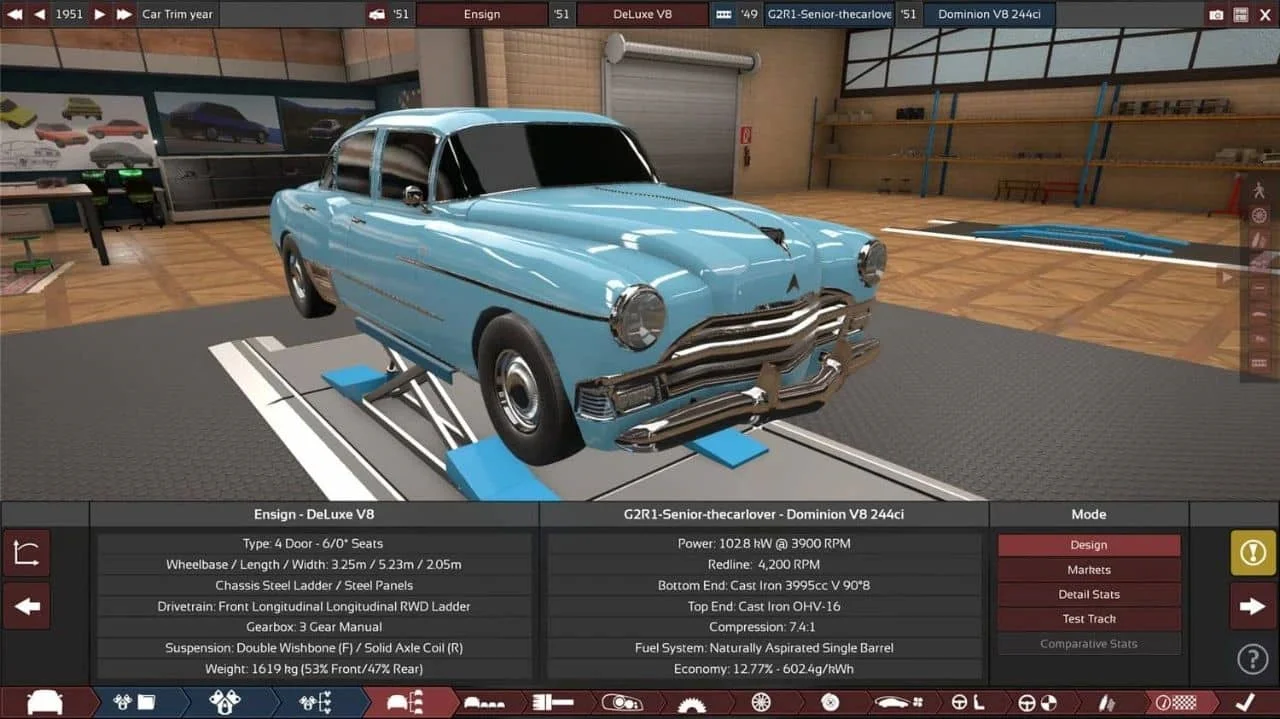 1951 Car Trim year '51 Ensign '51 DeLuxe V8 '49 G2R1-Senior-thecarlove '51 Dominion V8 244ci
Ensign - DeLuxe V8
Type: 4 Door - 6/0* Seats
Wheelbase / Length / Width: 3.25m / 5.23m / 2.05m
Chassis Steel Ladder / Steel Panels
Drivetrain: Front Longitudinal Longitudinal RWD Ladder
Gearbox: 3 Gear Manual
Suspension: Double Wishbone (F) / Solid Axle Coil (R)
Weight: 1619 kg (53% Front/47% Rear)
G2R1-Senior-thecarlover - Dominion V8 244ci
Power: 102.8 kW @ 3900 RPM
Redline: 4,200 RPM
Bottom End: Cast Iron 3995cc V 90°8
Top End: Cast Iron OHV-16
Compression: 7.4:1
Fuel System: Naturally Aspirated Single Barrel
Economy: 12.77% - 602.4g/kWh
Mode
Design
Markets
Detail Stats
Test Track
Comparative Stats